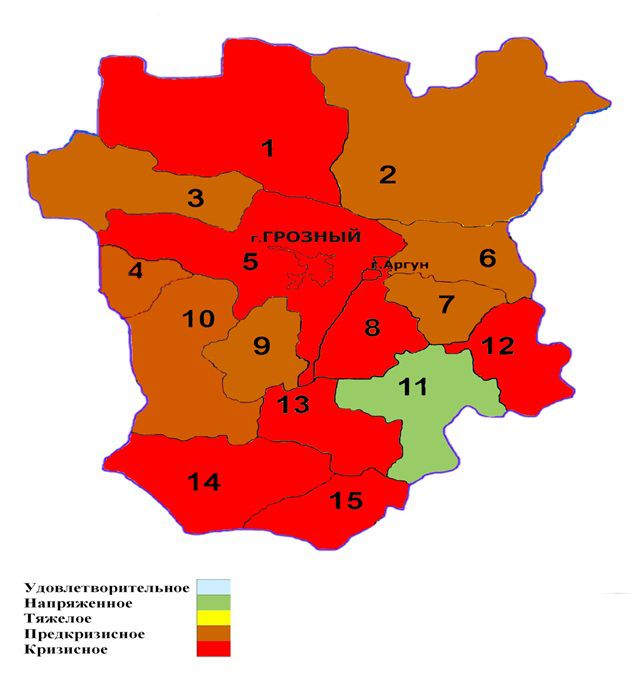 1
2
3
г.ГРОЗНЫЙ
6
5
г.Аргун
4
7
10
8
9
12
11
13
14
15
Удовлетворительное
Напряженное
Тяжелое
Предкризисное
Кризисное